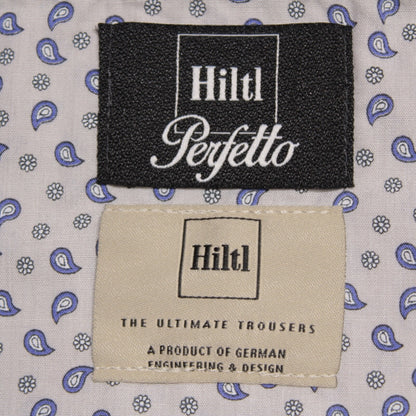 Hiltl
Perfetto
Hiltl
THE ULTIMATE TROUSERS
A PRODUCT OF GERMAN
ENGINEERING & DESIGN